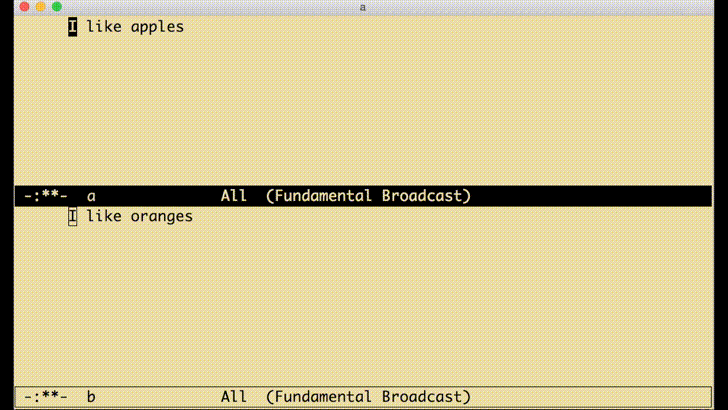 a
I like apples
-:**-  a              All  (Fundamental Broadcast)
I like oranges
-:**-  b              All  (Fundamental Broadcast)